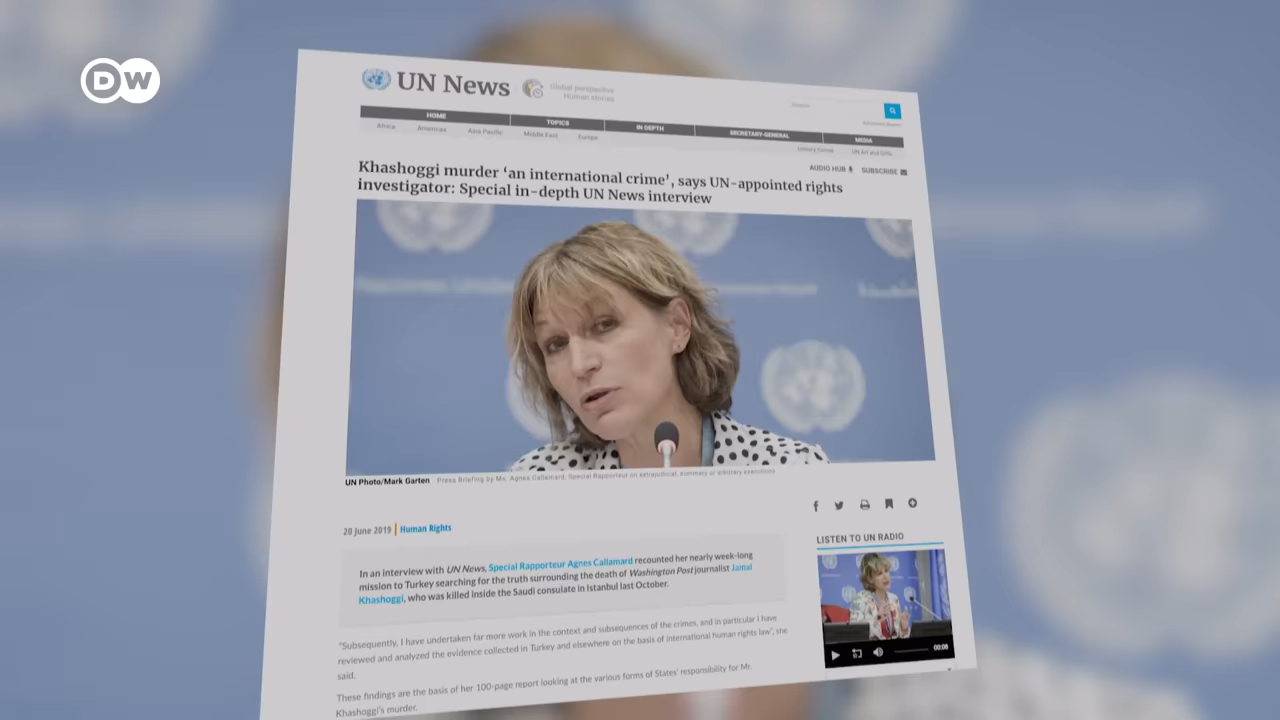 DW
UN News
Global perspective
Human stories
Search
Advanced Search
HOME
TOPICS
IN DEPTH
SECRETARY-GENERAL
MEDIA
Africa
Americas
Asia Pacific
Middle East
Europe
UN Art and Gifts
AUDIO HUB
SUBSCRIBE
Khashoggi murder ‘an international crime’, says UN-appointed rights
investigator: Special in-depth UN News interview
UN Photo/Mark Garten
Press Briefing by Ms. Agnes Callamard, Special Rapporteur on extrajudicial, summary or arbitrary executions
20 June 2019 | Human Rights
LISTEN TO UN RADIO
In an interview with UN News, Special Rapporteur Agnes Callamard recounted her nearly week-long
mission to Turkey searching for the truth surrounding the death of Washington Post journalist Jamal
Khashoggi, who was killed inside the Saudi consulate in Istanbul last October.
“Subsequently, I have undertaken far more work in the context and subsequences of the crimes, and in particular I have
reviewed and analyzed the evidence collected in Turkey and elsewhere on the basis of international human rights law”, she
said.
These findings are the basis of her 100-page report looking at the various forms of States’ responsibility for Mr.
Khashoggi’s murder.